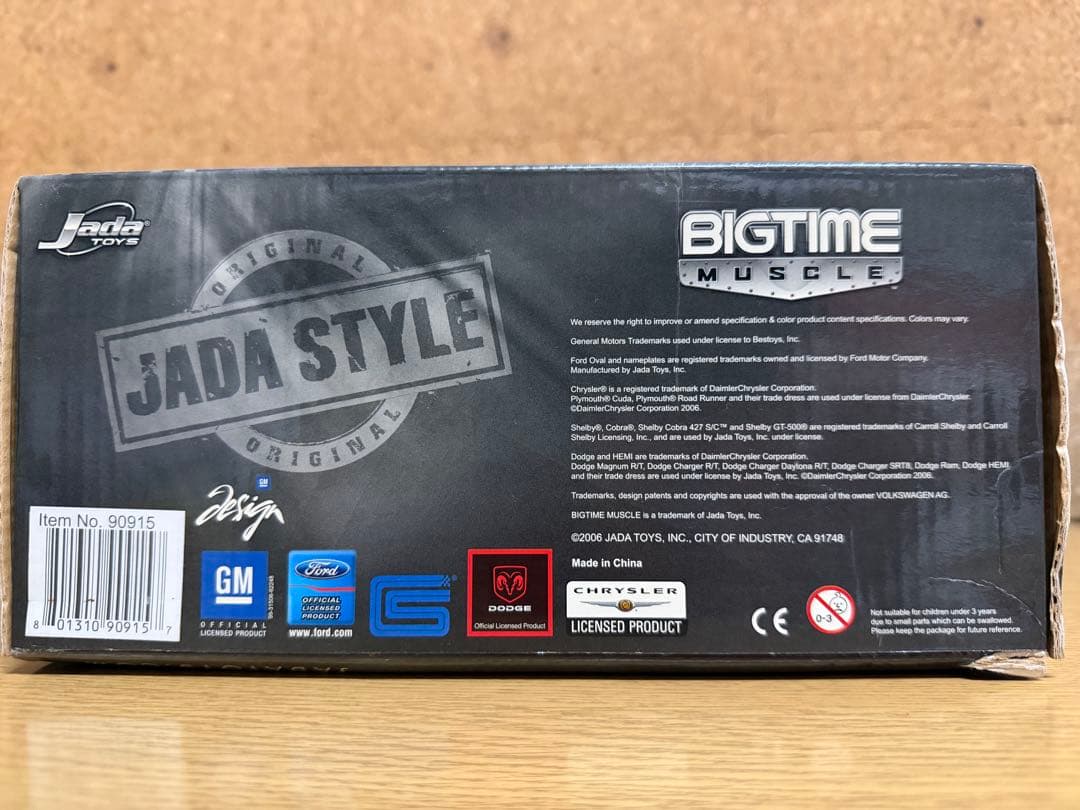 Jada®
TOYS
ORIGINAL
JADA STYLE
ORIGINAL
BIGTIME
MUSCLE
We reserve the right to improve or amend specification & color product content specifications. Colors may vary.
General Motors Trademarks used under license to Bestoys, Inc.
Ford Oval and nameplates are registered trademarks owned and licensed by Ford Motor Company.
Manufactured by Jada Toys, Inc.
Chrysler® is a registered trademark of DaimlerChrysler Corporation.
Plymouth® Cuda, Plymouth® Road Runner and their trade dress are used under license from DaimlerChrysler.
©DaimlerChrysler Corporation 2006.
Shelby®, Cobra®, Shelby Cobra 427 S/C™ and Shelby GT-500® are registered trademarks of Carroll Shelby and Carroll
Shelby Licensing, Inc., and are used by Jada Toys, Inc. under license.
Dodge and HEMI are trademarks of DaimlerChrysler Corporation.
Dodge Magnum R/T, Dodge Charger R/T, Dodge Charger Daylona R/T, Dodge Charger SRT8, Dodge Ram, Dodge HEMI
and their trade dress are used under license by Jada Toys, Inc. ©DaimlerChrysler Corporation 2006.
Trademarks, design patents and copyrights are used with the approval of the owner VOLKSWAGEN AG.
BIGTIME MUSCLE is a trademark of Jada Toys, Inc.
©2006 JADA TOYS, INC., CITY OF INDUSTRY, CA 91748
Made in China
GM
design
Item No. 90915
8 01310 90915 7
GM
OFFICIAL
LICENSED PRODUCT
Ford
OFFICIAL
LICENSED
PRODUCT
www.ford.com
DODGE
Official Licensed Product
CHRYSLER
LICENSED PRODUCT
CE
0-3
Not suitable for children under 3 years
due to small parts which can be swallowed.
Please keep the package for future reference.